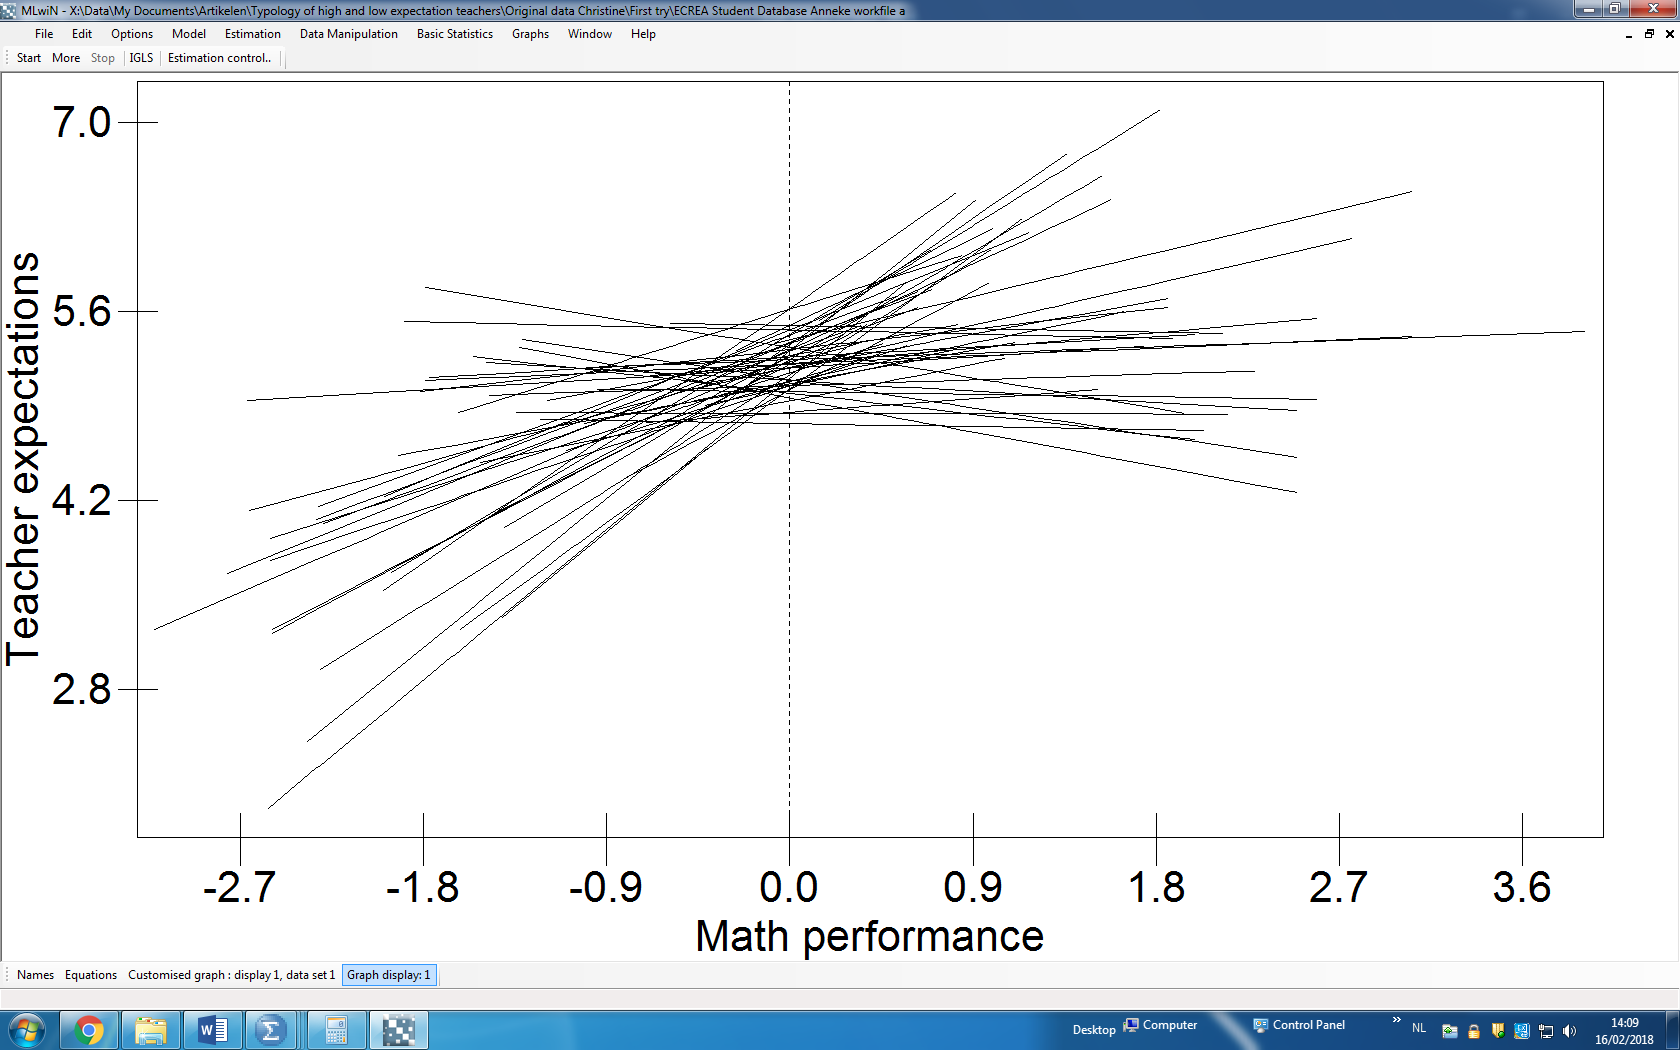 MLwiN - X:\Data\My Documents\Artikelen\Typology of high and low expectation teachers\Original data Christine\First try\ECREA Student Database Anneke workfile a
File Edit Options Model Estimation Data Manipulation Basic Statistics Graphs Window Help
Start More Stop IGLS Estimation control..
7.0
5.6
4.2
2.8
Teacher expectations
-2.7 -1.8 -0.9 0.0 0.9 1.8 2.7 3.6
Math performance
Names Equations Customised graph : display 1, data set 1 Graph display: 1
Desktop Computer Control Panel » NL 14:09
16/02/2018